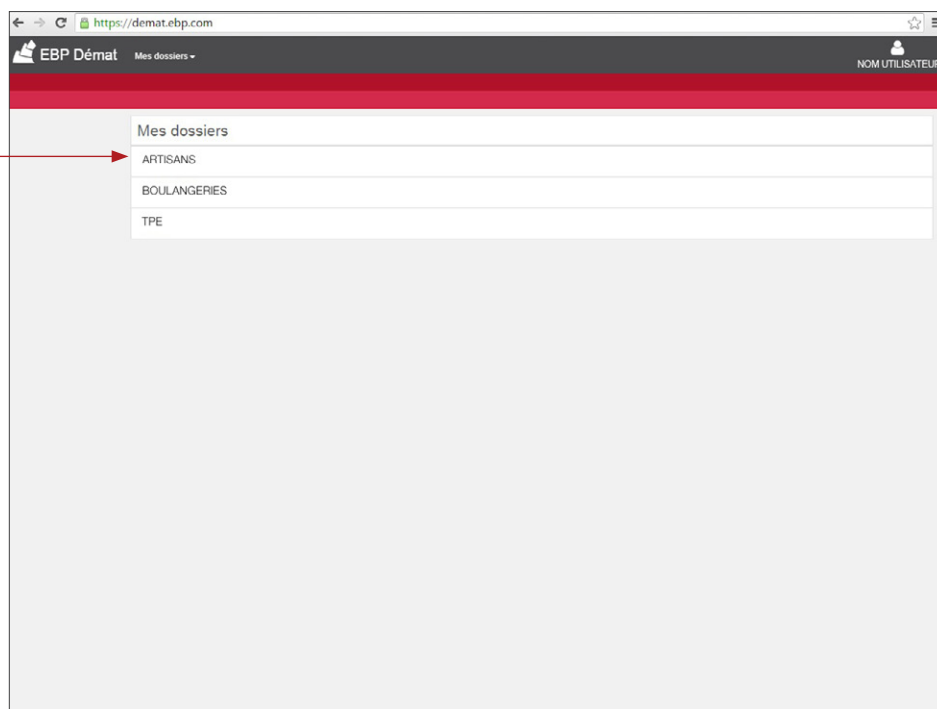 https://demat.ebp.com
EBP Démat Mes dossiers
NOM UTILISATEUR
Mes dossiers
ARTISANS
BOULANGERIES
TPE